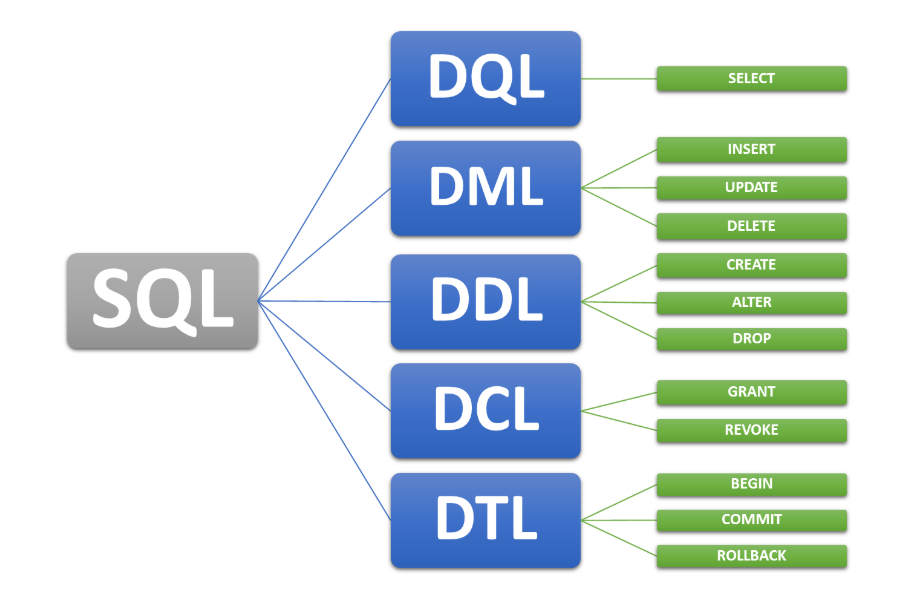 SQL
DQL
SELECT
DML
INSERT
UPDATE
DELETE
DDL
CREATE
ALTER
DROP
DCL
GRANT
REVOKE
DTL
BEGIN
COMMIT
ROLLBACK